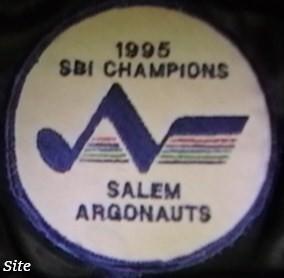 1995
SBI CHAMPIONS
SALEM
ARGONAUTS
Site